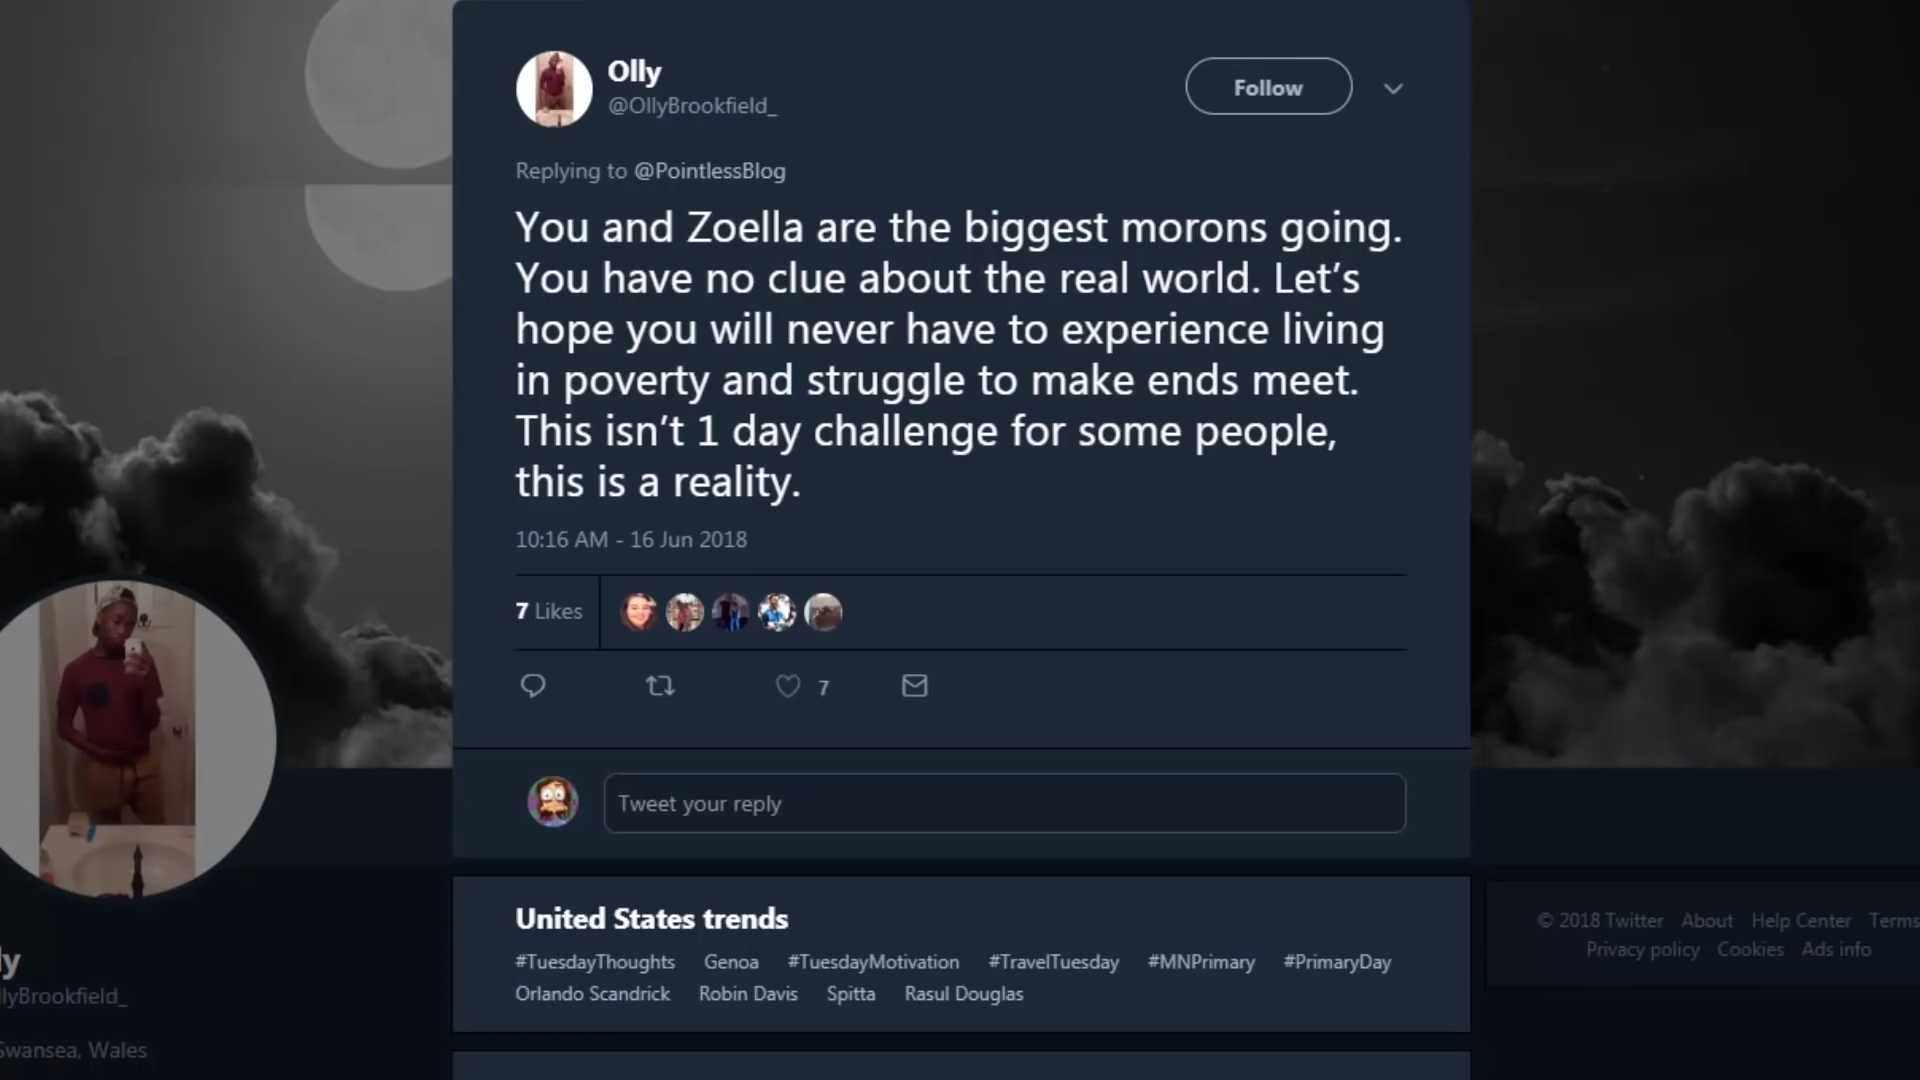 Olly
@OllyBrookfield_
Follow
Replying to @PointlessBlog
You and Zoella are the biggest morons going.
You have no clue about the real world. Let's
hope you will never have to experience living
in poverty and struggle to make ends meet.
This isn't 1 day challenge for some people,
this is a reality.
10:16 AM - 16 Jun 2018
7 Likes
7
Tweet your reply
United States trends
#TuesdayThoughts Genoa #TuesdayMotivation #TravelTuesday #MNPrimary #PrimaryDay
Orlando Scandrick Robin Davis Spitta Rasul Douglas
© 2018 Twitter About Help Center Terms
Privacy policy Cookies Ads info
ly
llyBrookfield_
Swansea, Wales